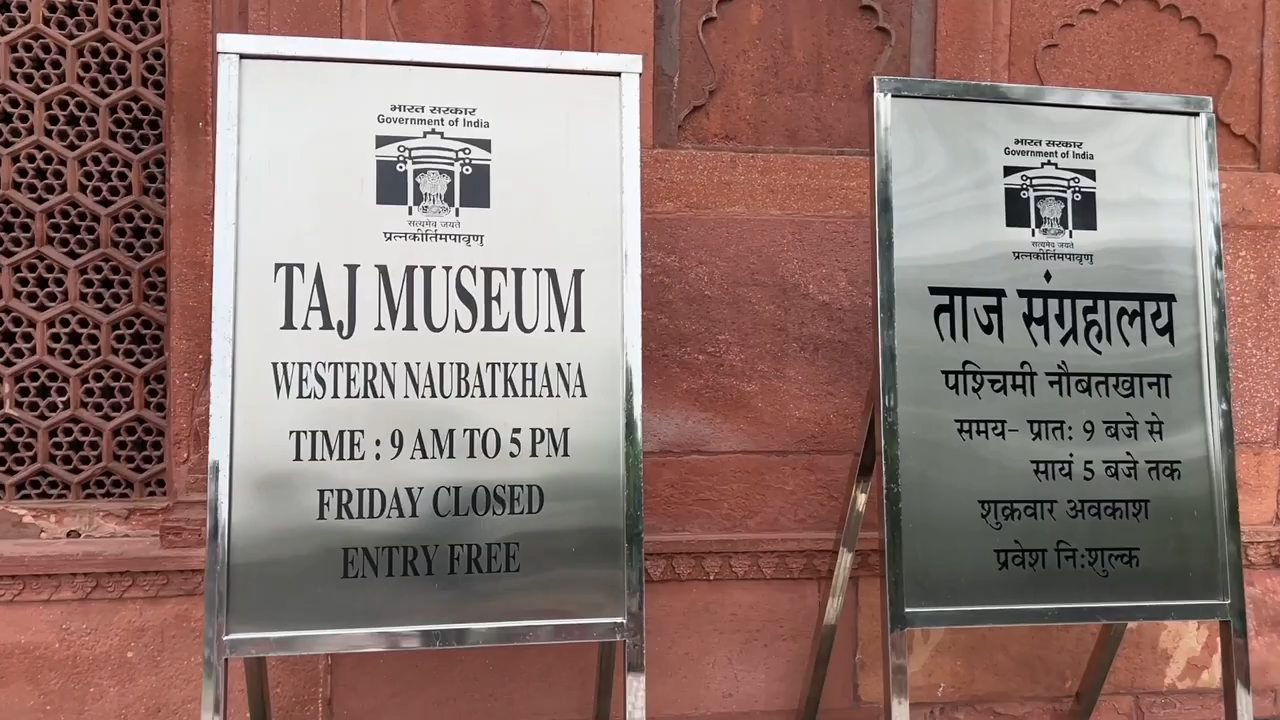 भारत सरकार
Government of India
सत्यमेव जयते
प्रत्नकीर्तिमपावृणु
TAJ MUSEUM
WESTERN NAUBATKHANA
TIME : 9 AM TO 5 PM
FRIDAY CLOSED
ENTRY FREE
भारत सरकार
Government of India
सत्यमेव जयते
प्रत्नकीर्तिमपावृणु
ताज संग्रहालय
पश्चिमी नौबतखाना
समय- प्रातः 9 बजे से
सायं 5 बजे तक
शुक्रवार अवकाश
प्रवेश निःशुल्क